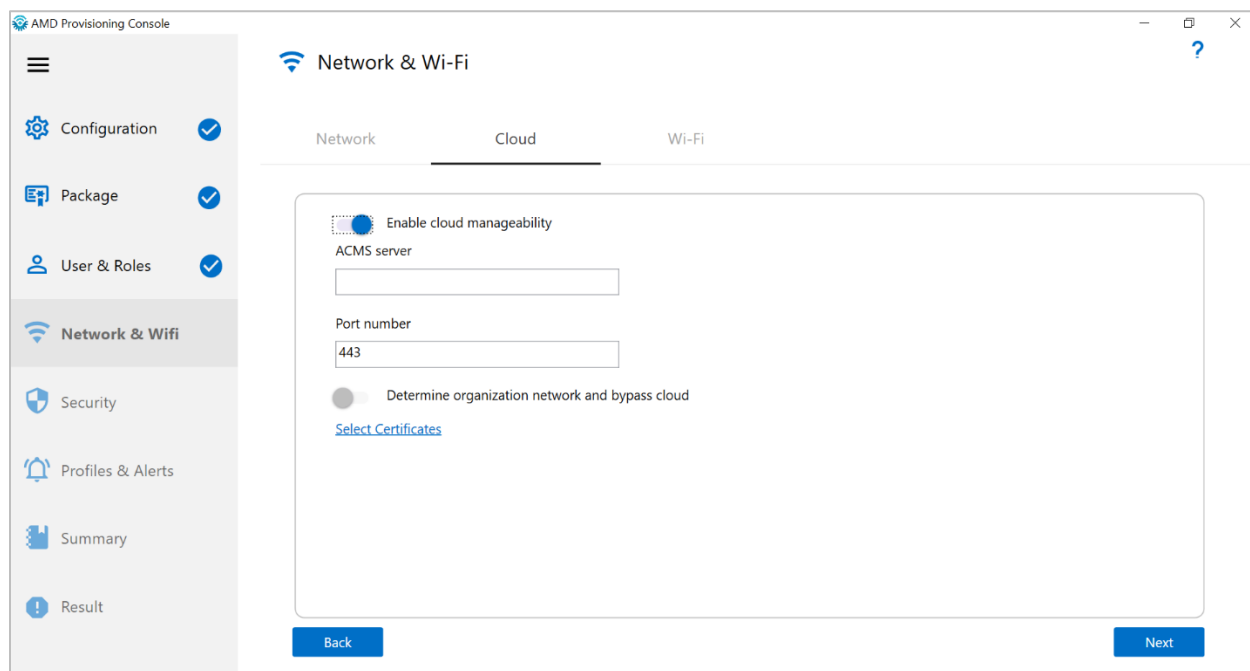 AMD Provisioning Console
?
Network & Wi-Fi
Configuration
Package
User & Roles
Network & Wifi
Security
Profiles & Alerts
Summary
Result
Network
Cloud
Wi-Fi
Enable cloud manageability
ACMS server
Port number
443
Determine organization network and bypass cloud
Select Certificates
Back
Next